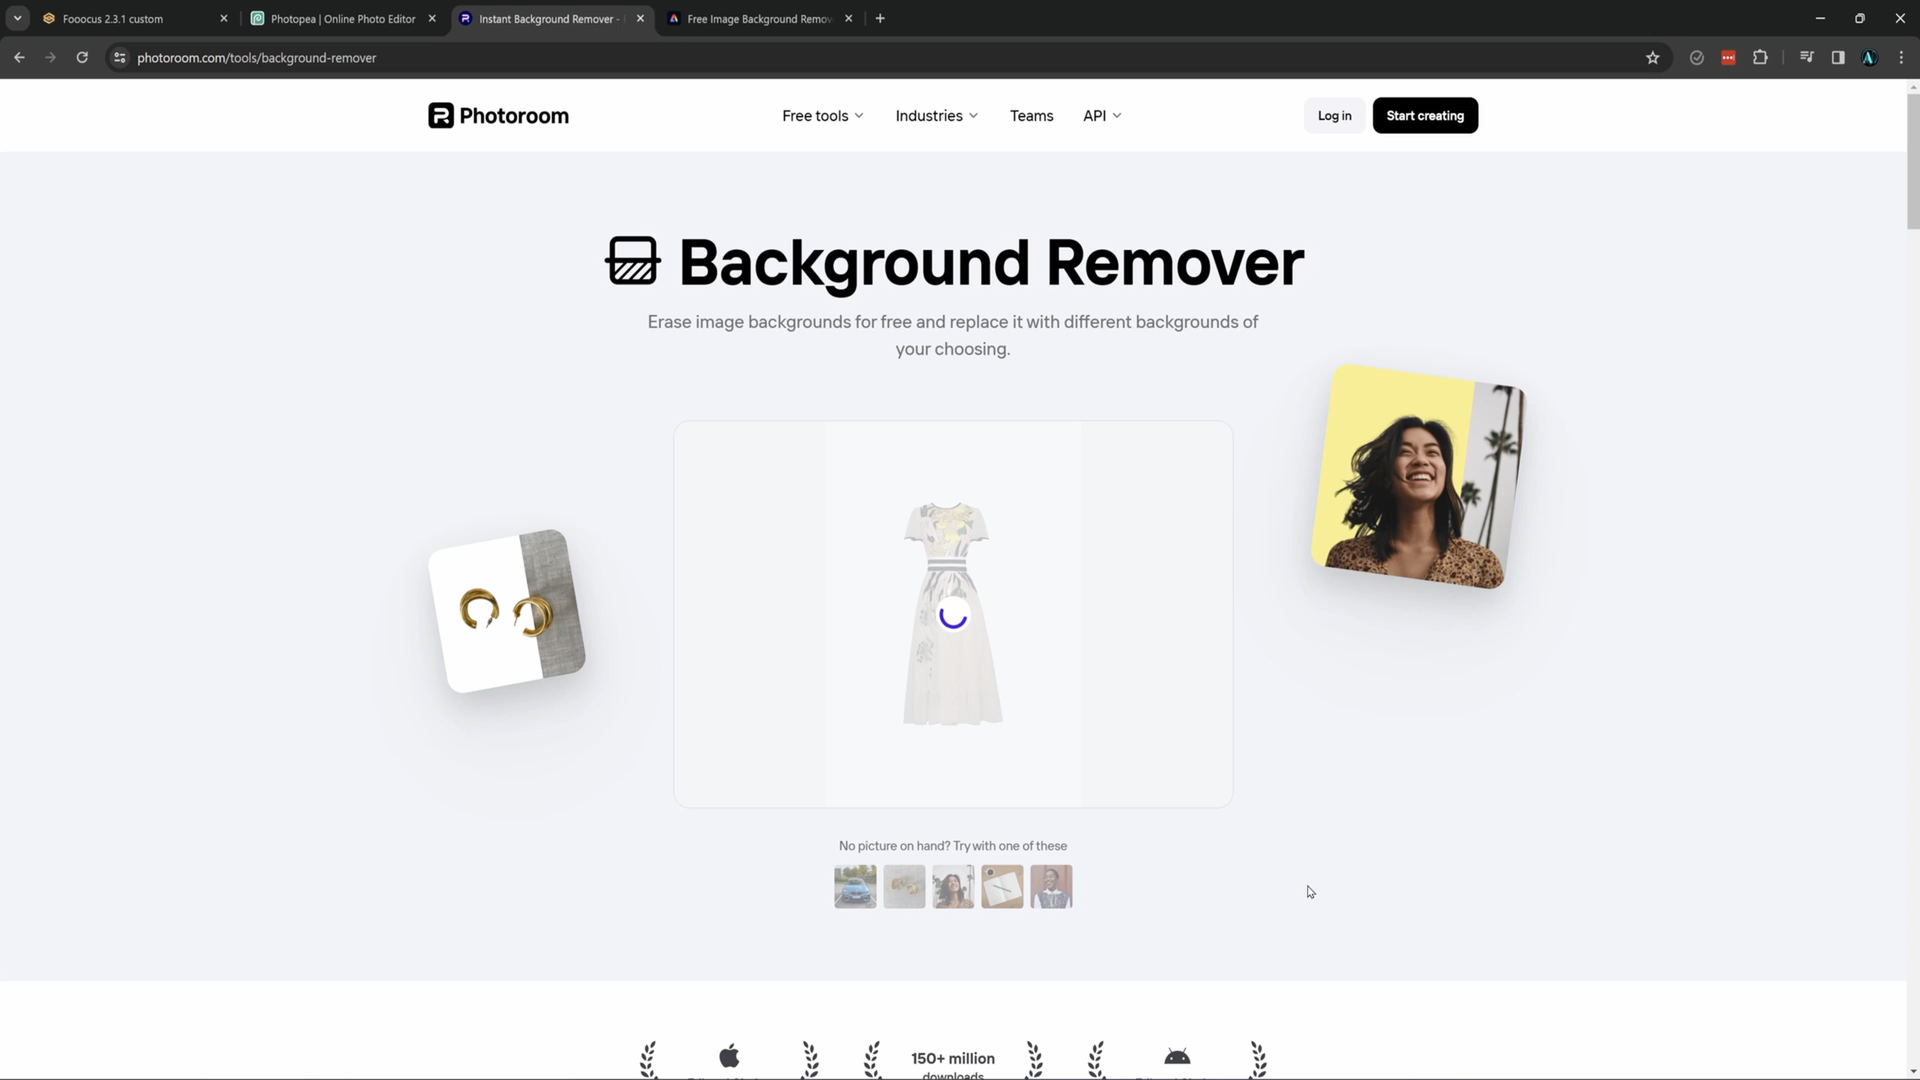 Fooocus 2.3.1 custom
Photopea | Online Photo Editor
Instant Background Remover -
Free Image Background Remov
photoroom.com/tools/background-remover
Photoroom
Free tools
Industries
Teams
API
Log in
Start creating
Background Remover
Erase image backgrounds for free and replace it with different backgrounds of
your choosing.
No picture on hand? Try with one of these
150+ million
downloads